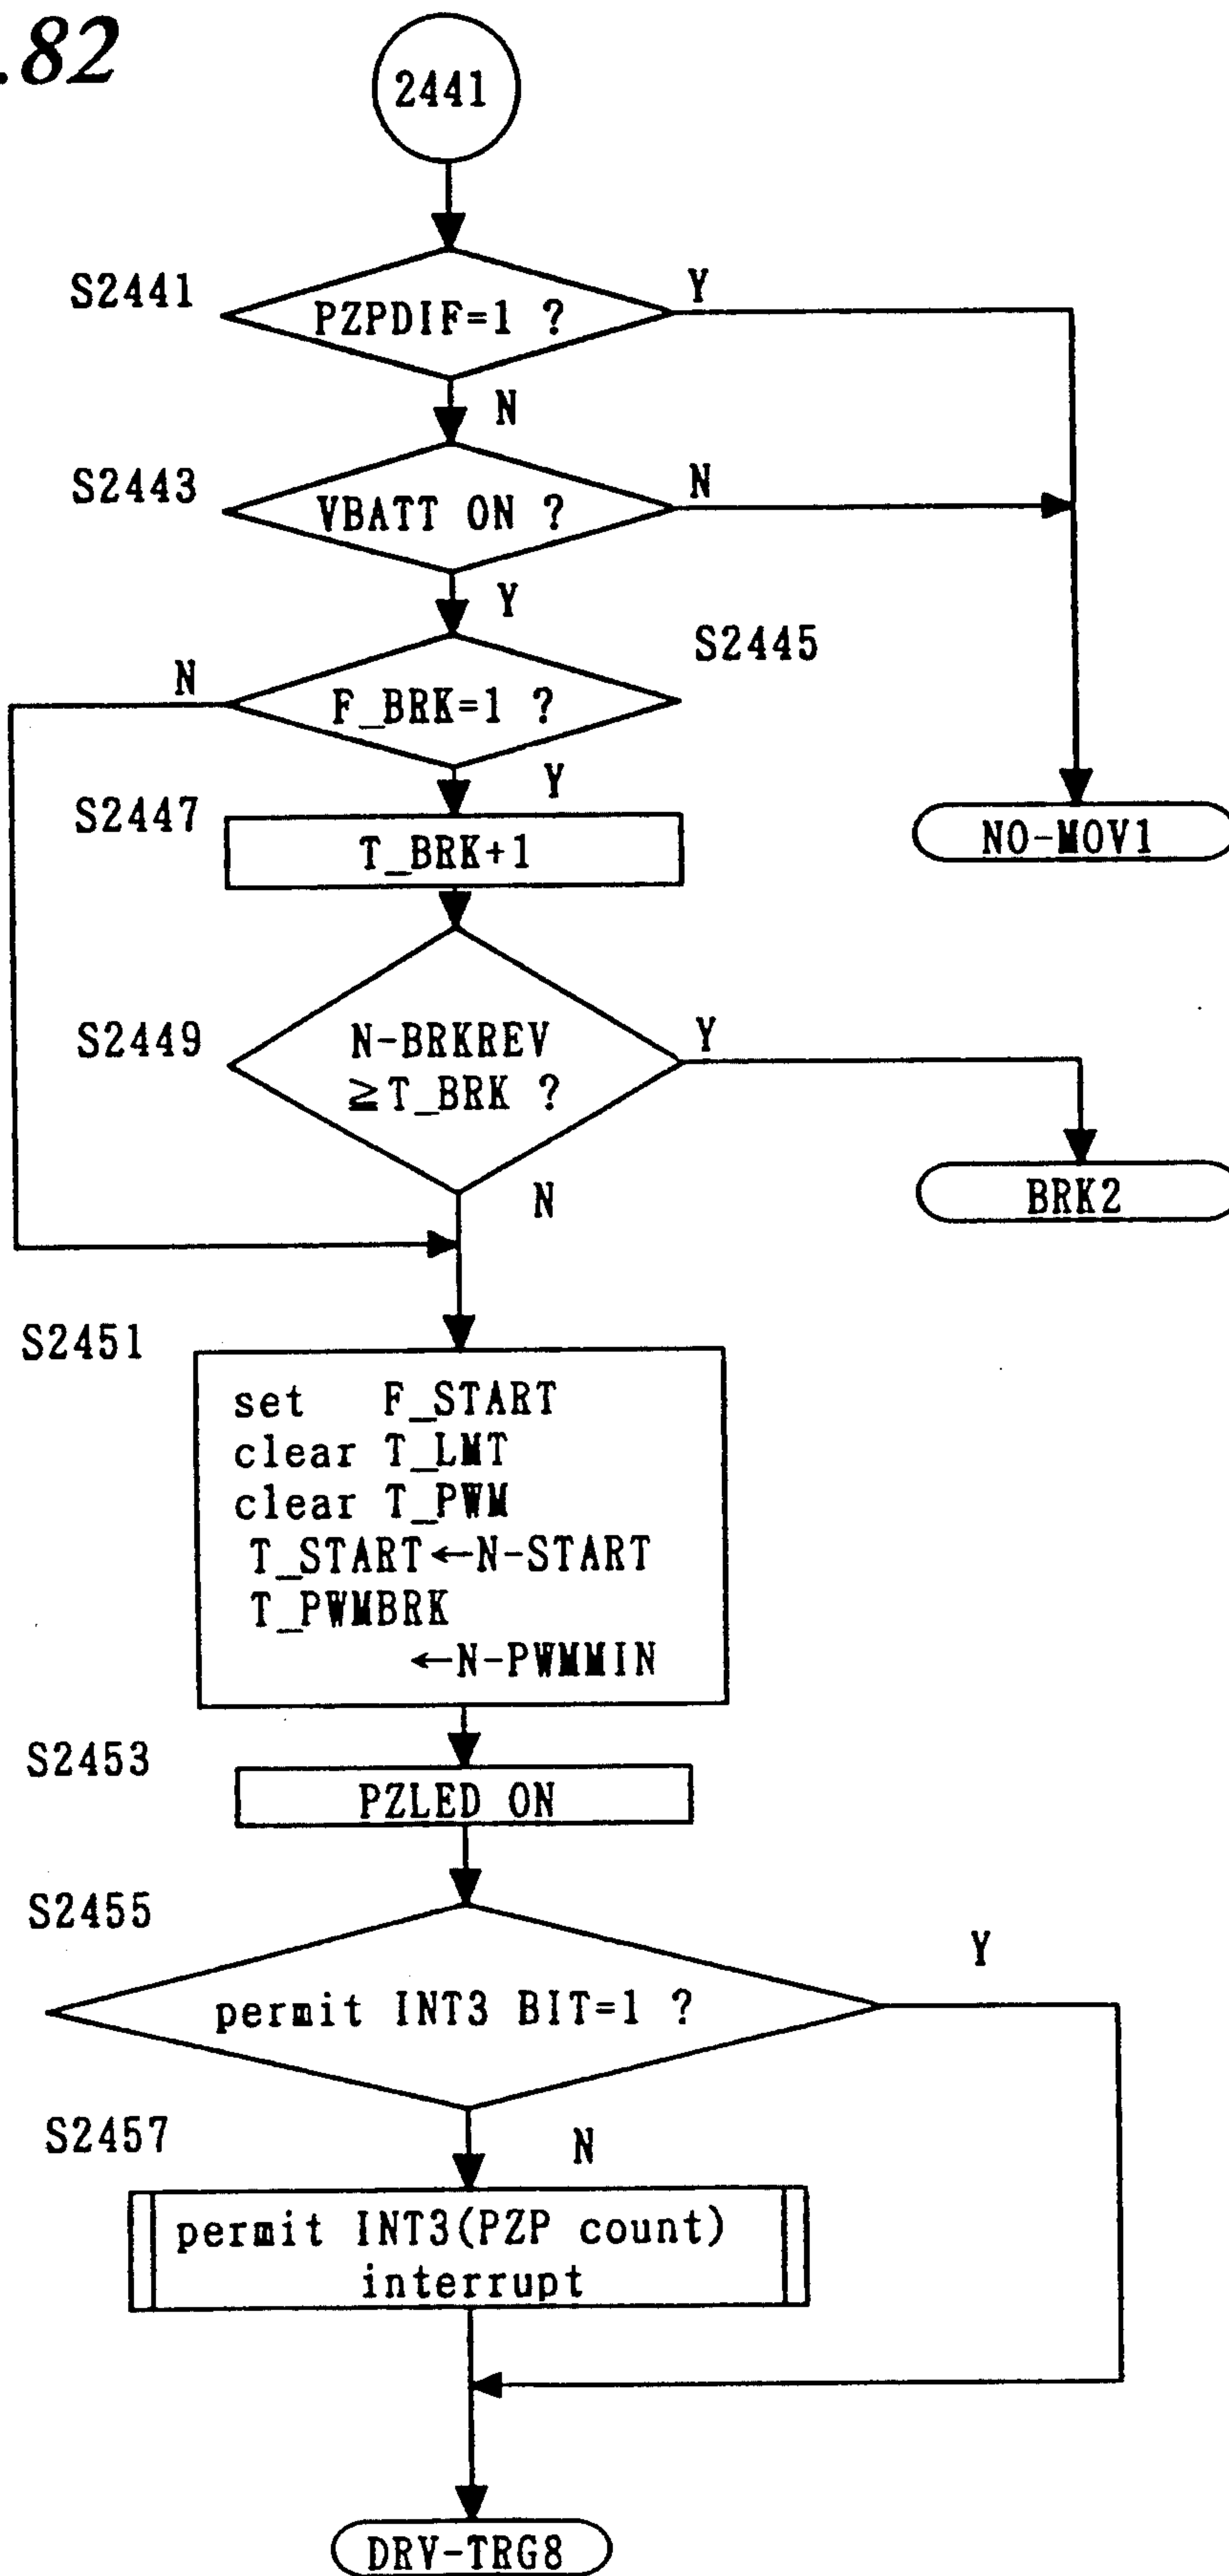 .82
2441
S2441
PZPDIF=1 ?
Y
N
S2443
VBATT ON ?
N
Y
S2445
N
F_BRK=1 ?
Y
S2447
T_BRK+1
NO-MOV1
S2449
N-BRKREV
≧T_BRK ?
Y
N
BRK2
S2451
set F_START
clear T_LMT
clear T_PWM
T_START←N-START
T_PWMBRK
←N-PWMMIN
S2453
PZLED ON
S2455
permit INT3 BIT=1 ?
Y
S2457
N
permit INT3(PZP count)
interrupt
DRV-TRG8